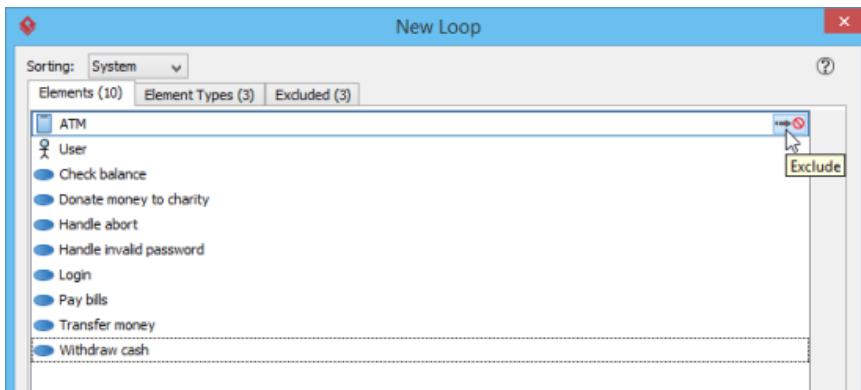 New Loop
Sorting: System
Elements (10) Element Types (3) Excluded (3)
ATM
User
Exclude
Check balance
Donate money to charity
Handle abort
Handle invalid password
Login
Pay bills
Transfer money
Withdraw cash